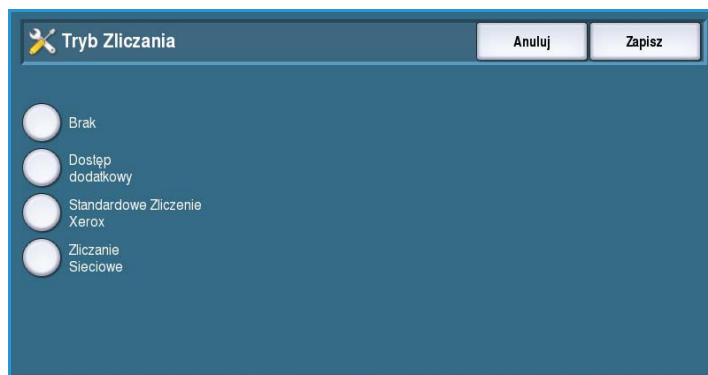 Tryb Zliczania
Anuluj
Zapisz
Brak
Dostęp
dodatkowy
Standardowe Zliczenie
Xerox
Zliczanie
Sieciowe